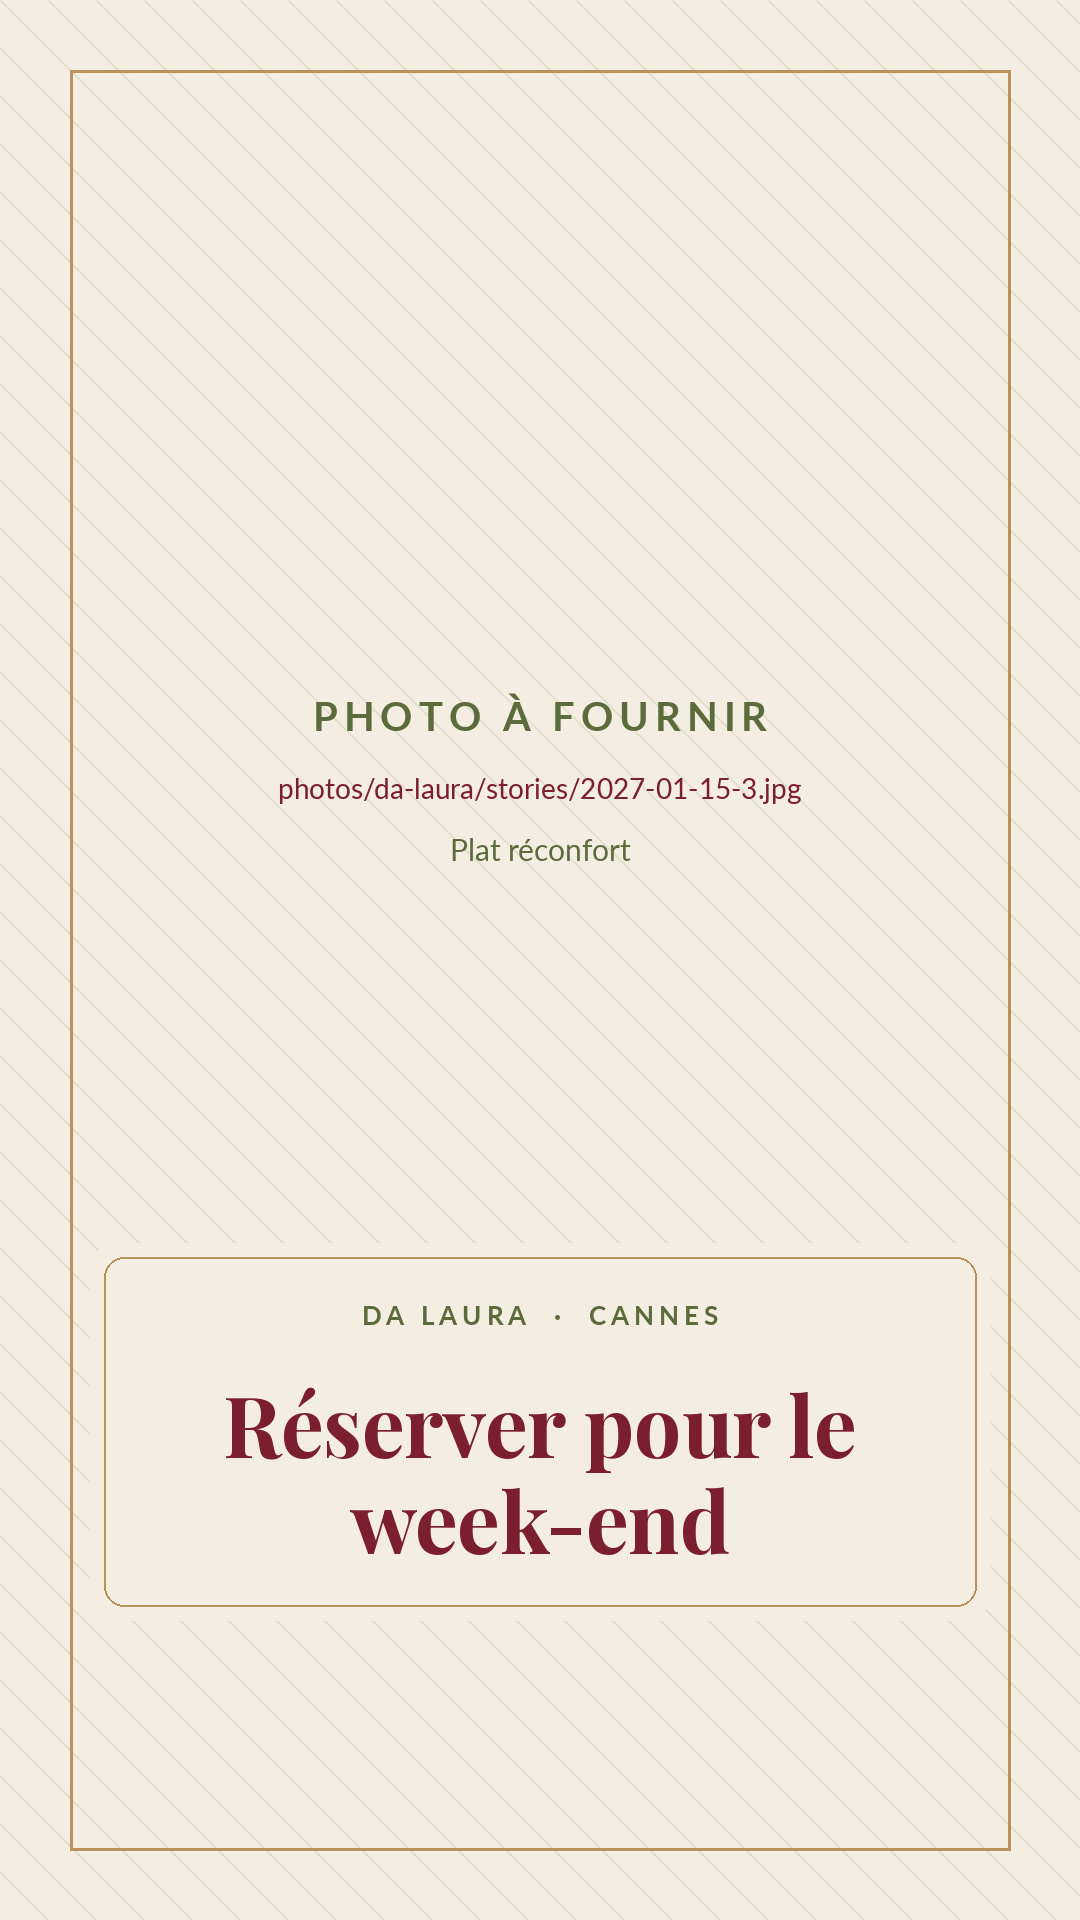 PHOTO À FOURNIR
photos/da-laura/stories/2027-01-15-3.jpg
Plat réconfort
DA LAURA · CANNES
Réserver pour le
week-end